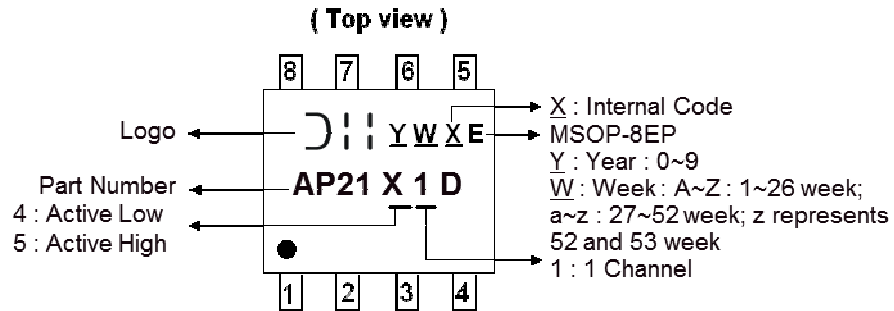 ( Top view )
8 7 6 5
Logo
Y W X E
X : Internal Code
MSOP-8EP
Y : Year : 0~9
W : Week : A~Z : 1~26 week;
a~z : 27~52 week; z represents
52 and 53 week
1 : 1 Channel
Part Number
AP21 X 1 D
4 : Active Low
5 : Active High
1 2 3 4